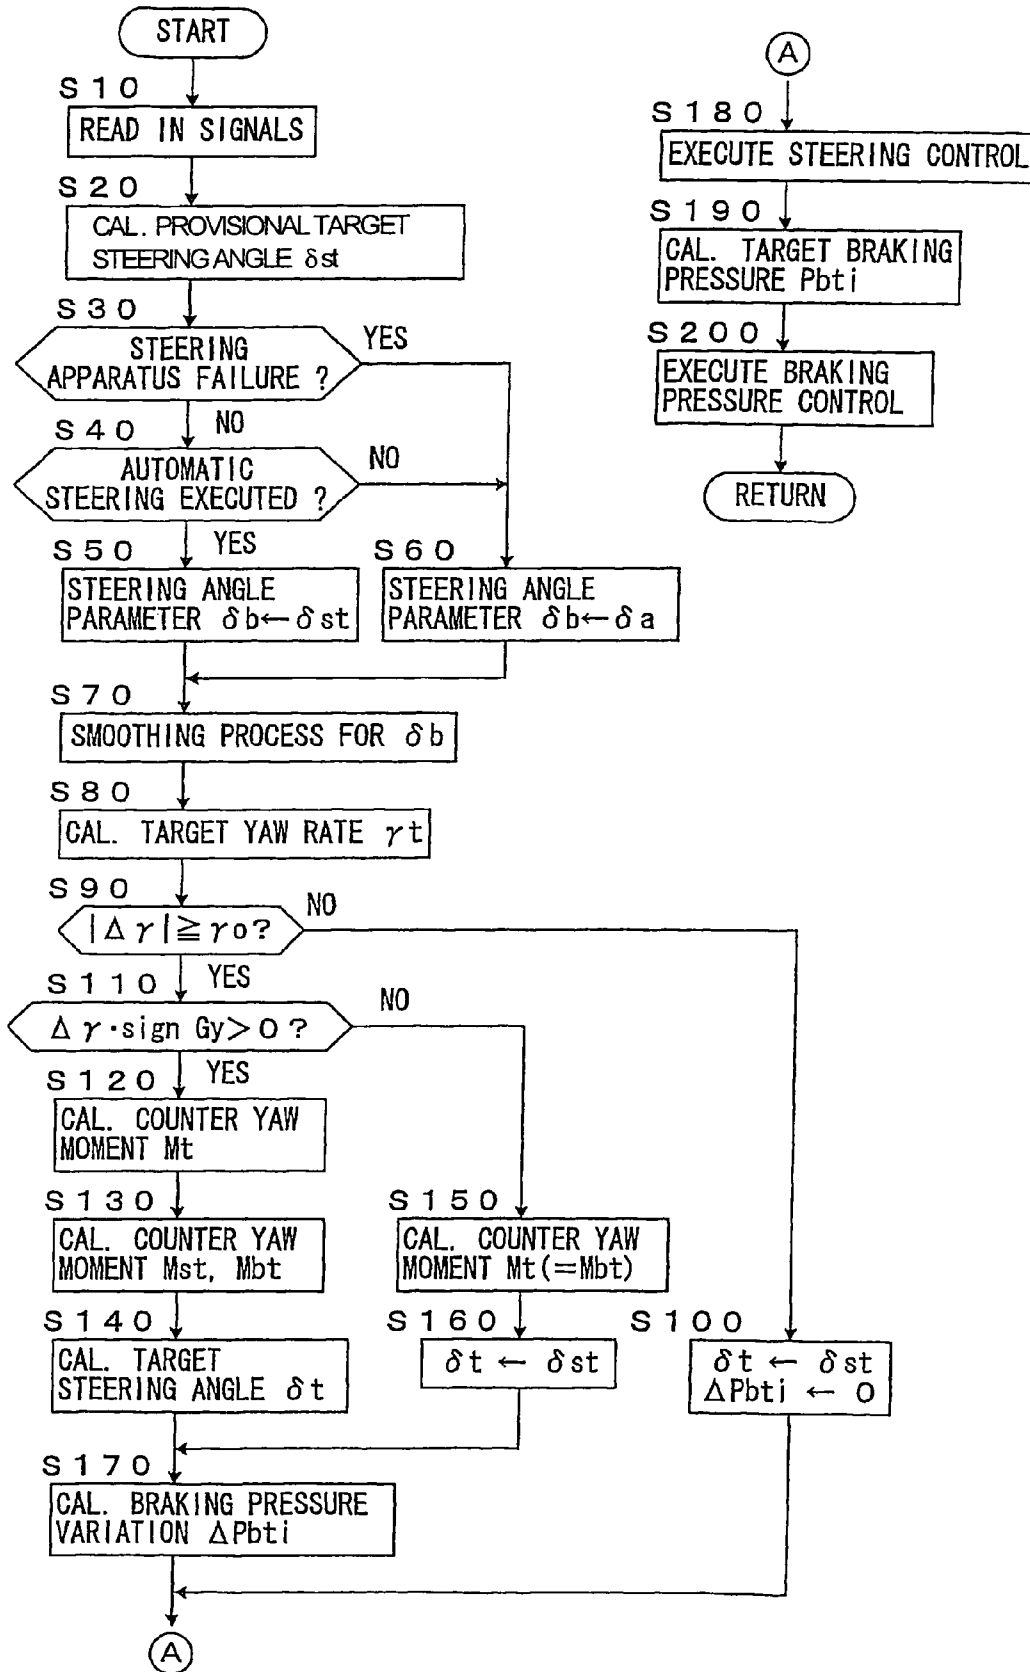 START
S10
READ IN SIGNALS
S20
CAL. PROVISIONAL TARGET
STEERING ANGLE δst
S30
STEERING
APPARATUS FAILURE ?
YES
NO
S40
AUTOMATIC
STEERING EXECUTED ?
NO
YES
S50
STEERING ANGLE
PARAMETER δb←δst
S60
STEERING ANGLE
PARAMETER δb←δa
S70
SMOOTHING PROCESS FOR δb
S80
CAL. TARGET YAW RATE γt
S90
|Δγ|≧γo?
NO
YES
S110
Δγ·sign Gy>0?
NO
YES
S120
CAL. COUNTER YAW
MOMENT Mt
S130
CAL. COUNTER YAW
MOMENT Mst, Mbt
S150
CAL. COUNTER YAW
MOMENT Mt(=Mbt)
S140
CAL. TARGET
STEERING ANGLE δt
S160
δt ← δst
S100
δt ← δst
ΔPbti ← 0
S170
CAL. BRAKING PRESSURE
VARIATION ΔPbti
A
A
S180
EXECUTE STEERING CONTROL
S190
CAL. TARGET BRAKING
PRESSURE Pbti
S200
EXECUTE BRAKING
PRESSURE CONTROL
RETURN